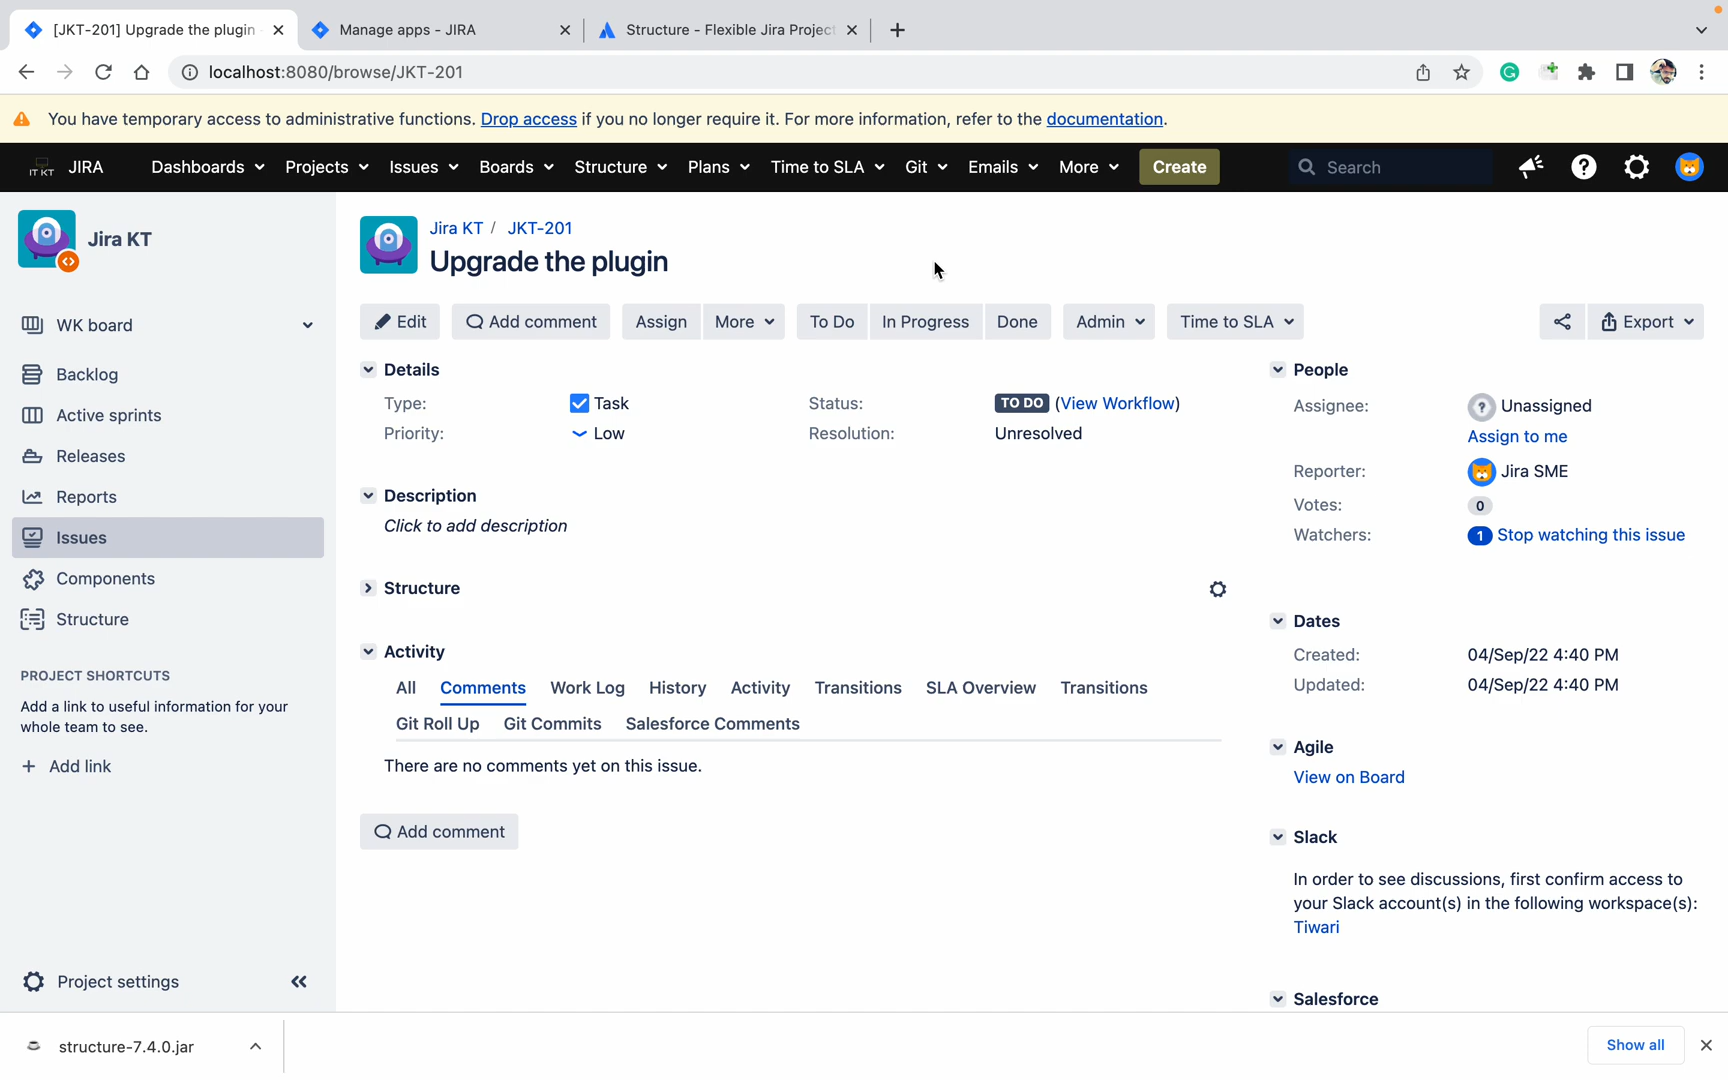 [JKT-201] Upgrade the plugin
Manage apps - JIRA
Structure - Flexible Jira Project
localhost:8080/browse/JKT-201
You have temporary access to administrative functions. Drop access if you no longer require it. For more information, refer to the documentation.
IT KT
JIRA
Dashboards Projects Issues Boards Structure Plans Time to SLA Git Emails More Create Search
Jira KT
WK board
Backlog
Active sprints
Releases
Reports
Issues
Components
Structure
PROJECT SHORTCUTS
Add a link to useful information for your
whole team to see.
+ Add link
Project settings
Jira KT / JKT-201
Upgrade the plugin
Edit Add comment Assign More To Do In Progress Done Admin Time to SLA Export
Details
Type: Task
Status: TO DO (View Workflow)
Priority: Low
Resolution: Unresolved
Description
Click to add description
Structure
Activity
All Comments Work Log History Activity Transitions SLA Overview Transitions
Git Roll Up Git Commits Salesforce Comments
There are no comments yet on this issue.
Add comment
People
Assignee: Unassigned
Assign to me
Reporter: Jira SME
Votes: 0
Watchers: 1 Stop watching this issue
Dates
Created: 04/Sep/22 4:40 PM
Updated: 04/Sep/22 4:40 PM
Agile
View on Board
Slack
In order to see discussions, first confirm access to
your Slack account(s) in the following workspace(s):
Tiwari
Salesforce
structure-7.4.0.jar
Show all